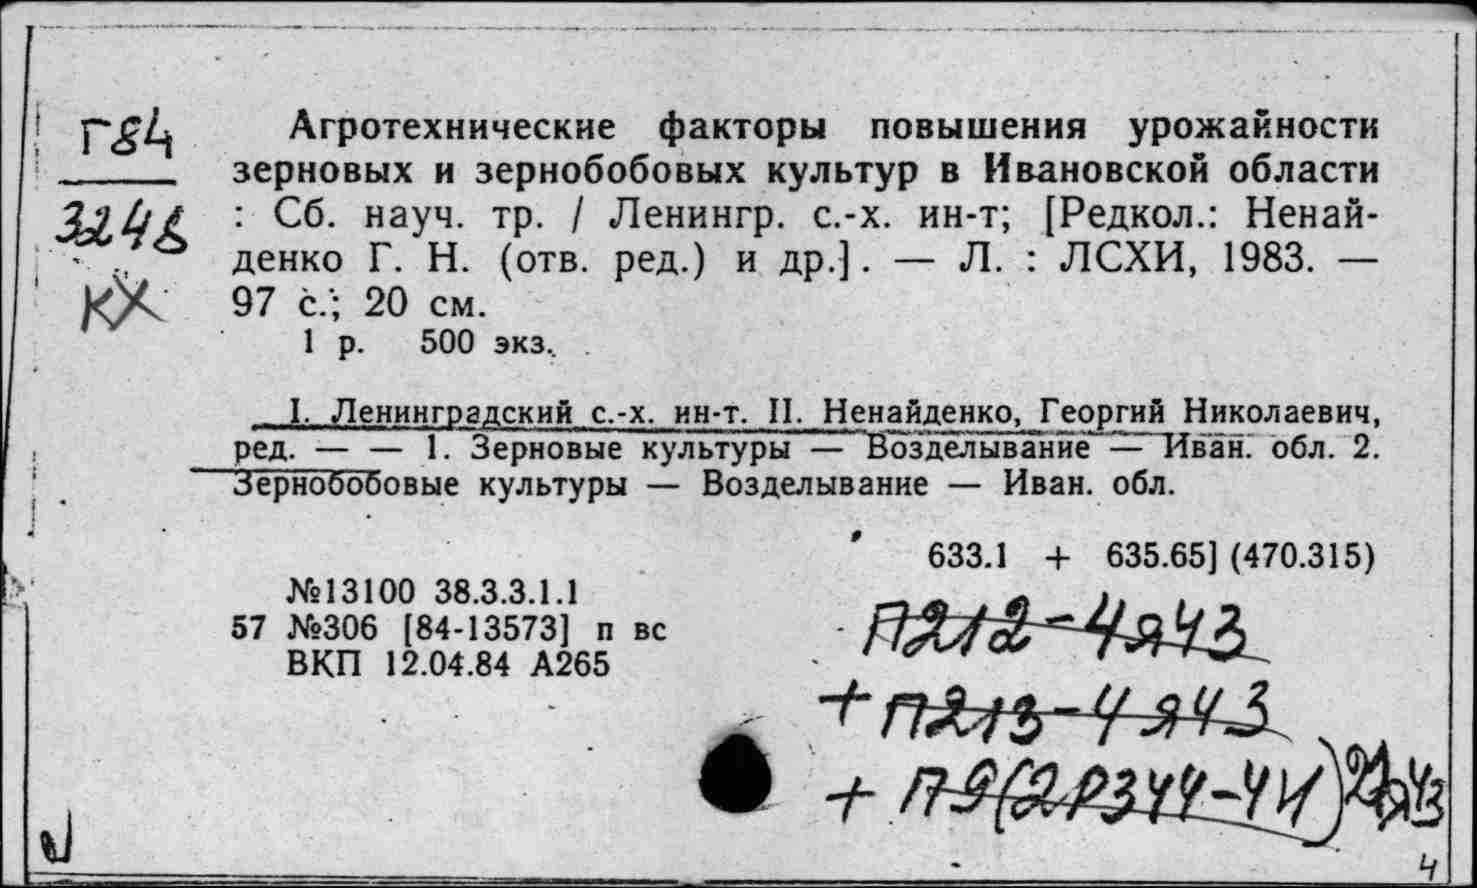 Г84
3248
КХ
Агротехнические факторы повышения урожайности
зерновых и зернобобовых культур в Ивановской области
: Сб. науч. тр. / Ленингр. с.-х. ин-т; [Редкол.: Ненай-
денко Г. Н. (отв. ред.) и др.]. — Л. : ЛСХИ, 1983. —
97 с.; 20 см.
1 р. 500 экз.
I. Ленинградский с.-х. ин-т. II. Ненайденко, Георгий Николаевич,
ред. — — 1. Зерновые культуры — Возделывание — Иван. обл. 2.
Зернобобовые культуры — Возделывание — Иван. обл.
633.1 + 635.65] (470.315)
№13100 38.3.3.1.1
57 №306 [84-13573] п вс
ВКП 12.04.84 А265
П212-4я43
+ П213-4я43
+ П9(2Р344-4И)
4